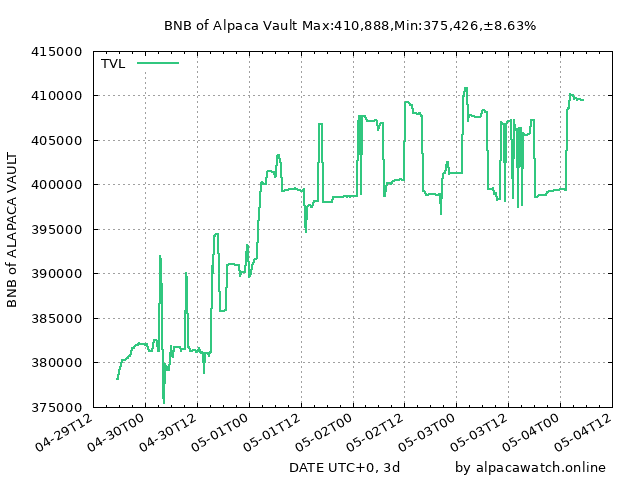 BNB of Alpaca Vault Max:410,888,Min:375,426,±8.63%
TVL
415000
410000
405000
400000
395000
390000
385000
380000
375000
BNB of ALAPACA VAULT
04-29T12
04-30T00
04-30T12
05-01T00
05-01T12
05-02T00
05-02T12
05-03T00
05-03T12
05-04T00
05-04T12
DATE UTC+0, 3d
by alpacawatch.online